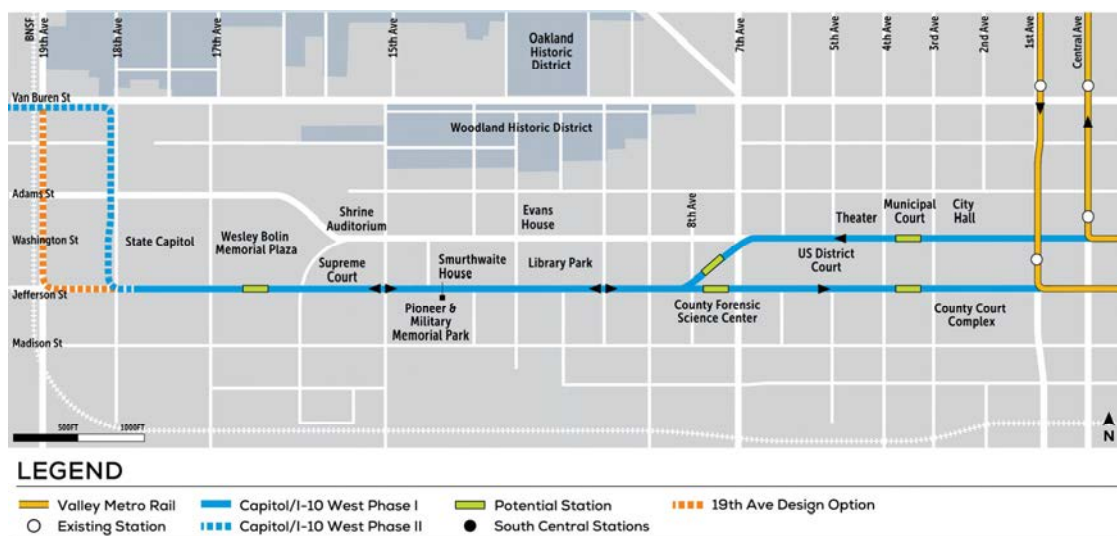 BNSF
19th Ave
18th Ave
17th Ave
15th Ave
7th Ave
5th Ave
4th Ave
3rd Ave
2nd Ave
1st Ave
Central Ave
Oakland
Historic
District
Van Buren St
Woodland Historic District
Adams St
8th Ave
Shrine
Auditorium
Evans
House
Theater
Municipal
Court
City
Hall
Washington St
State Capitol
Wesley Bolin
Memorial Plaza
Supreme
Court
Smurthwaite
House
Library Park
US District
Court
Jefferson St
Pioneer &
Military
Memorial Park
County Forensic
Science Center
County Court
Complex
Madison St
500FT
1000FT
N
LEGEND
Valley Metro Rail
Capitol/I-10 West Phase I
Potential Station
19th Ave Design Option
Existing Station
Capitol/I-10 West Phase II
South Central Stations